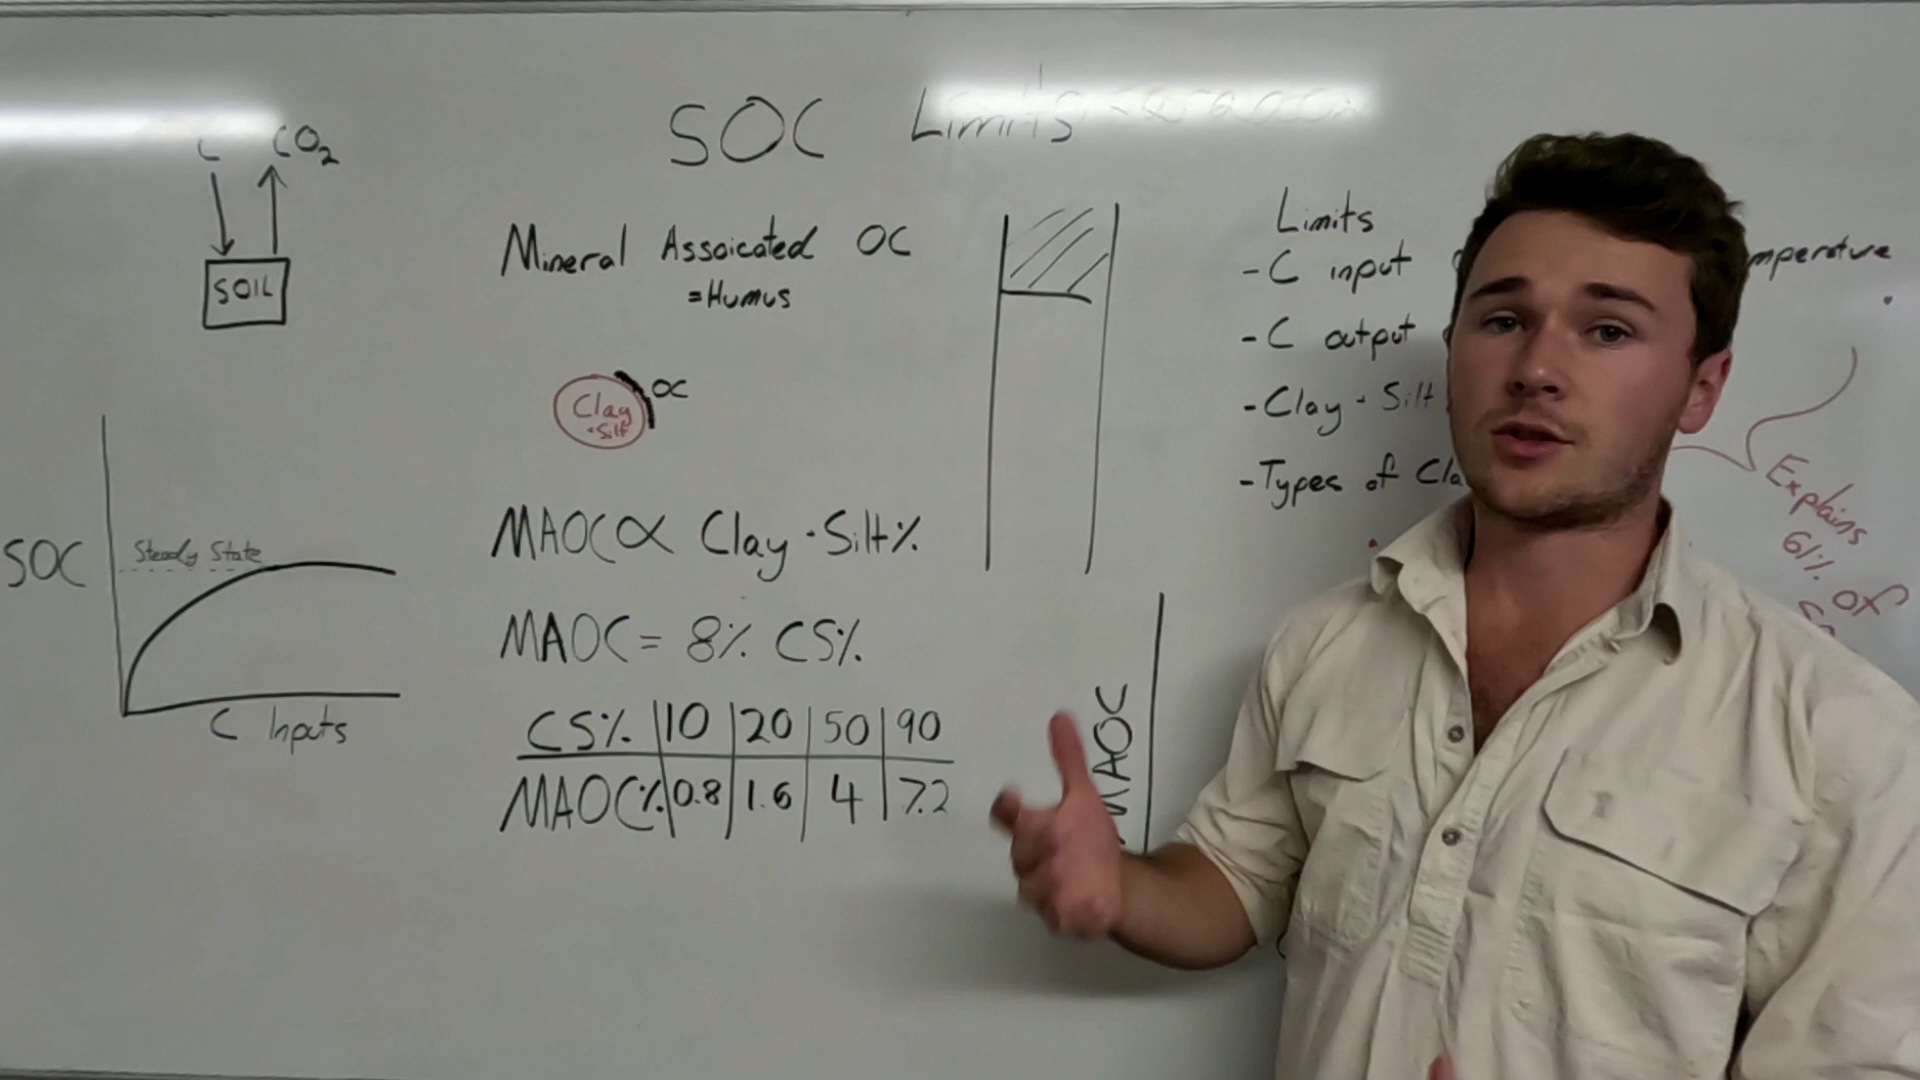 SOC Limits
C CO₂
SOIL
SOC
Steady State
C Inputs
Mineral Assoicated OC
=Humus
Clay
+Silt
OC
MAOC ∝ Clay + Silt%
MAOC = 8% CS%
CS% 10 20 50 90
MAOC% 0.8 1.6 4 7.2
MAOC
Limits
- C input
- C output
- Clay + Silt
- Types of
Explains
61% of